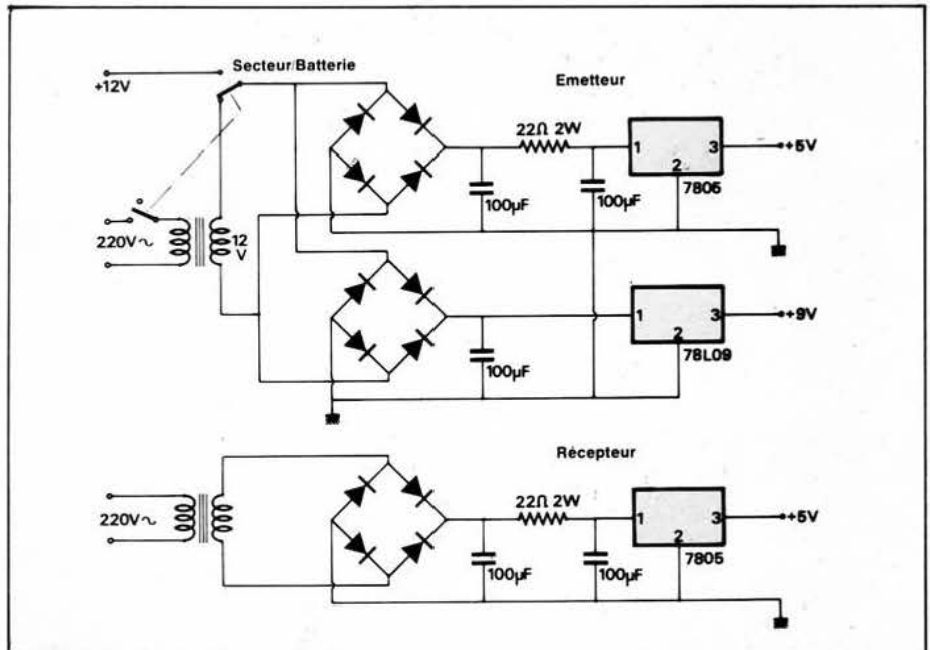 Secteur/Batterie
+12V
Emetteur
22Ω 2W
1
3
+5V
2
7805
100µF
100µF
220V∿
12
V
1
3
+9V
2
78L09
100µF
Récepteur
22Ω 2W
1
3
+5V
2
7805
220V∿
100µF
100µF